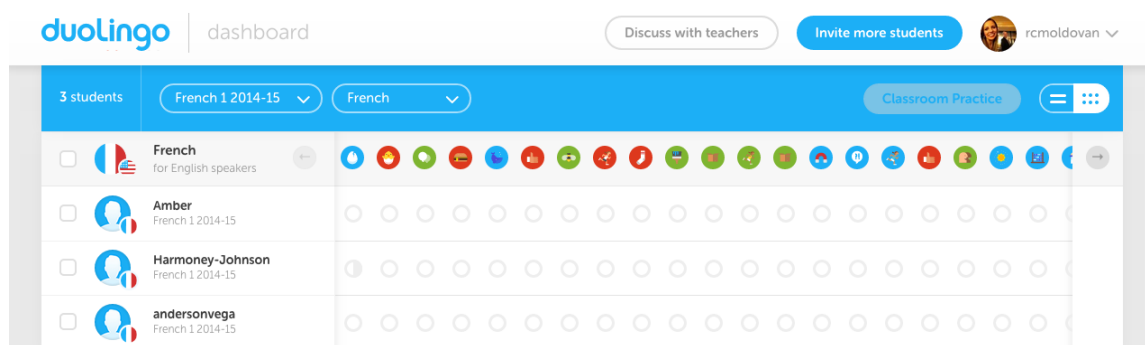 duolingo dashboard Discuss with teachers Invite more students rcmoldovan
3 students French 1 2014-15 French Classroom Practice
French
for English speakers
Amber
French 1 2014-15
Harmoney-Johnson
French 1 2014-15
andersonvega
French 1 2014-15